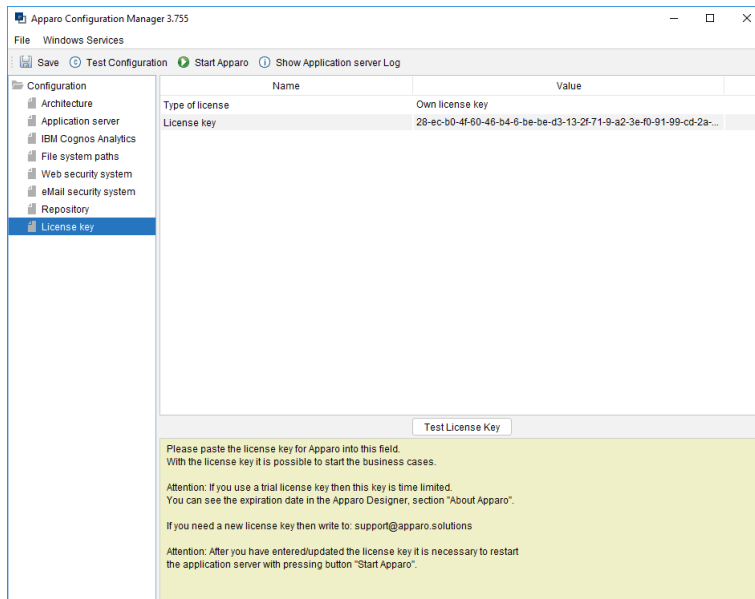 Apparo Configuration Manager 3.755
File Windows Services
Save Test Configuration Start Apparo Show Application server Log
Configuration
Architecture
Application server
IBM Cognos Analytics
File system paths
Web security system
eMail security system
Repository
License key
Name Value
Type of license Own license key
License key 28-ec-b0-4f-60-46-b4-6-be-be-d3-13-2f-71-9-a2-3e-f0-91-99-cd-2a-...
Test License Key
Please paste the license key for Apparo into this field.
With the license key it is possible to start the business cases.
Attention: If you use a trial license key then this key is time limited.
You can see the expiration date in the Apparo Designer, section "About Apparo".
If you need a new license key then write to: support@apparo.solutions
Attention: After you have entered/updated the license key it is necessary to restart
the application server with pressing button "Start Apparo".